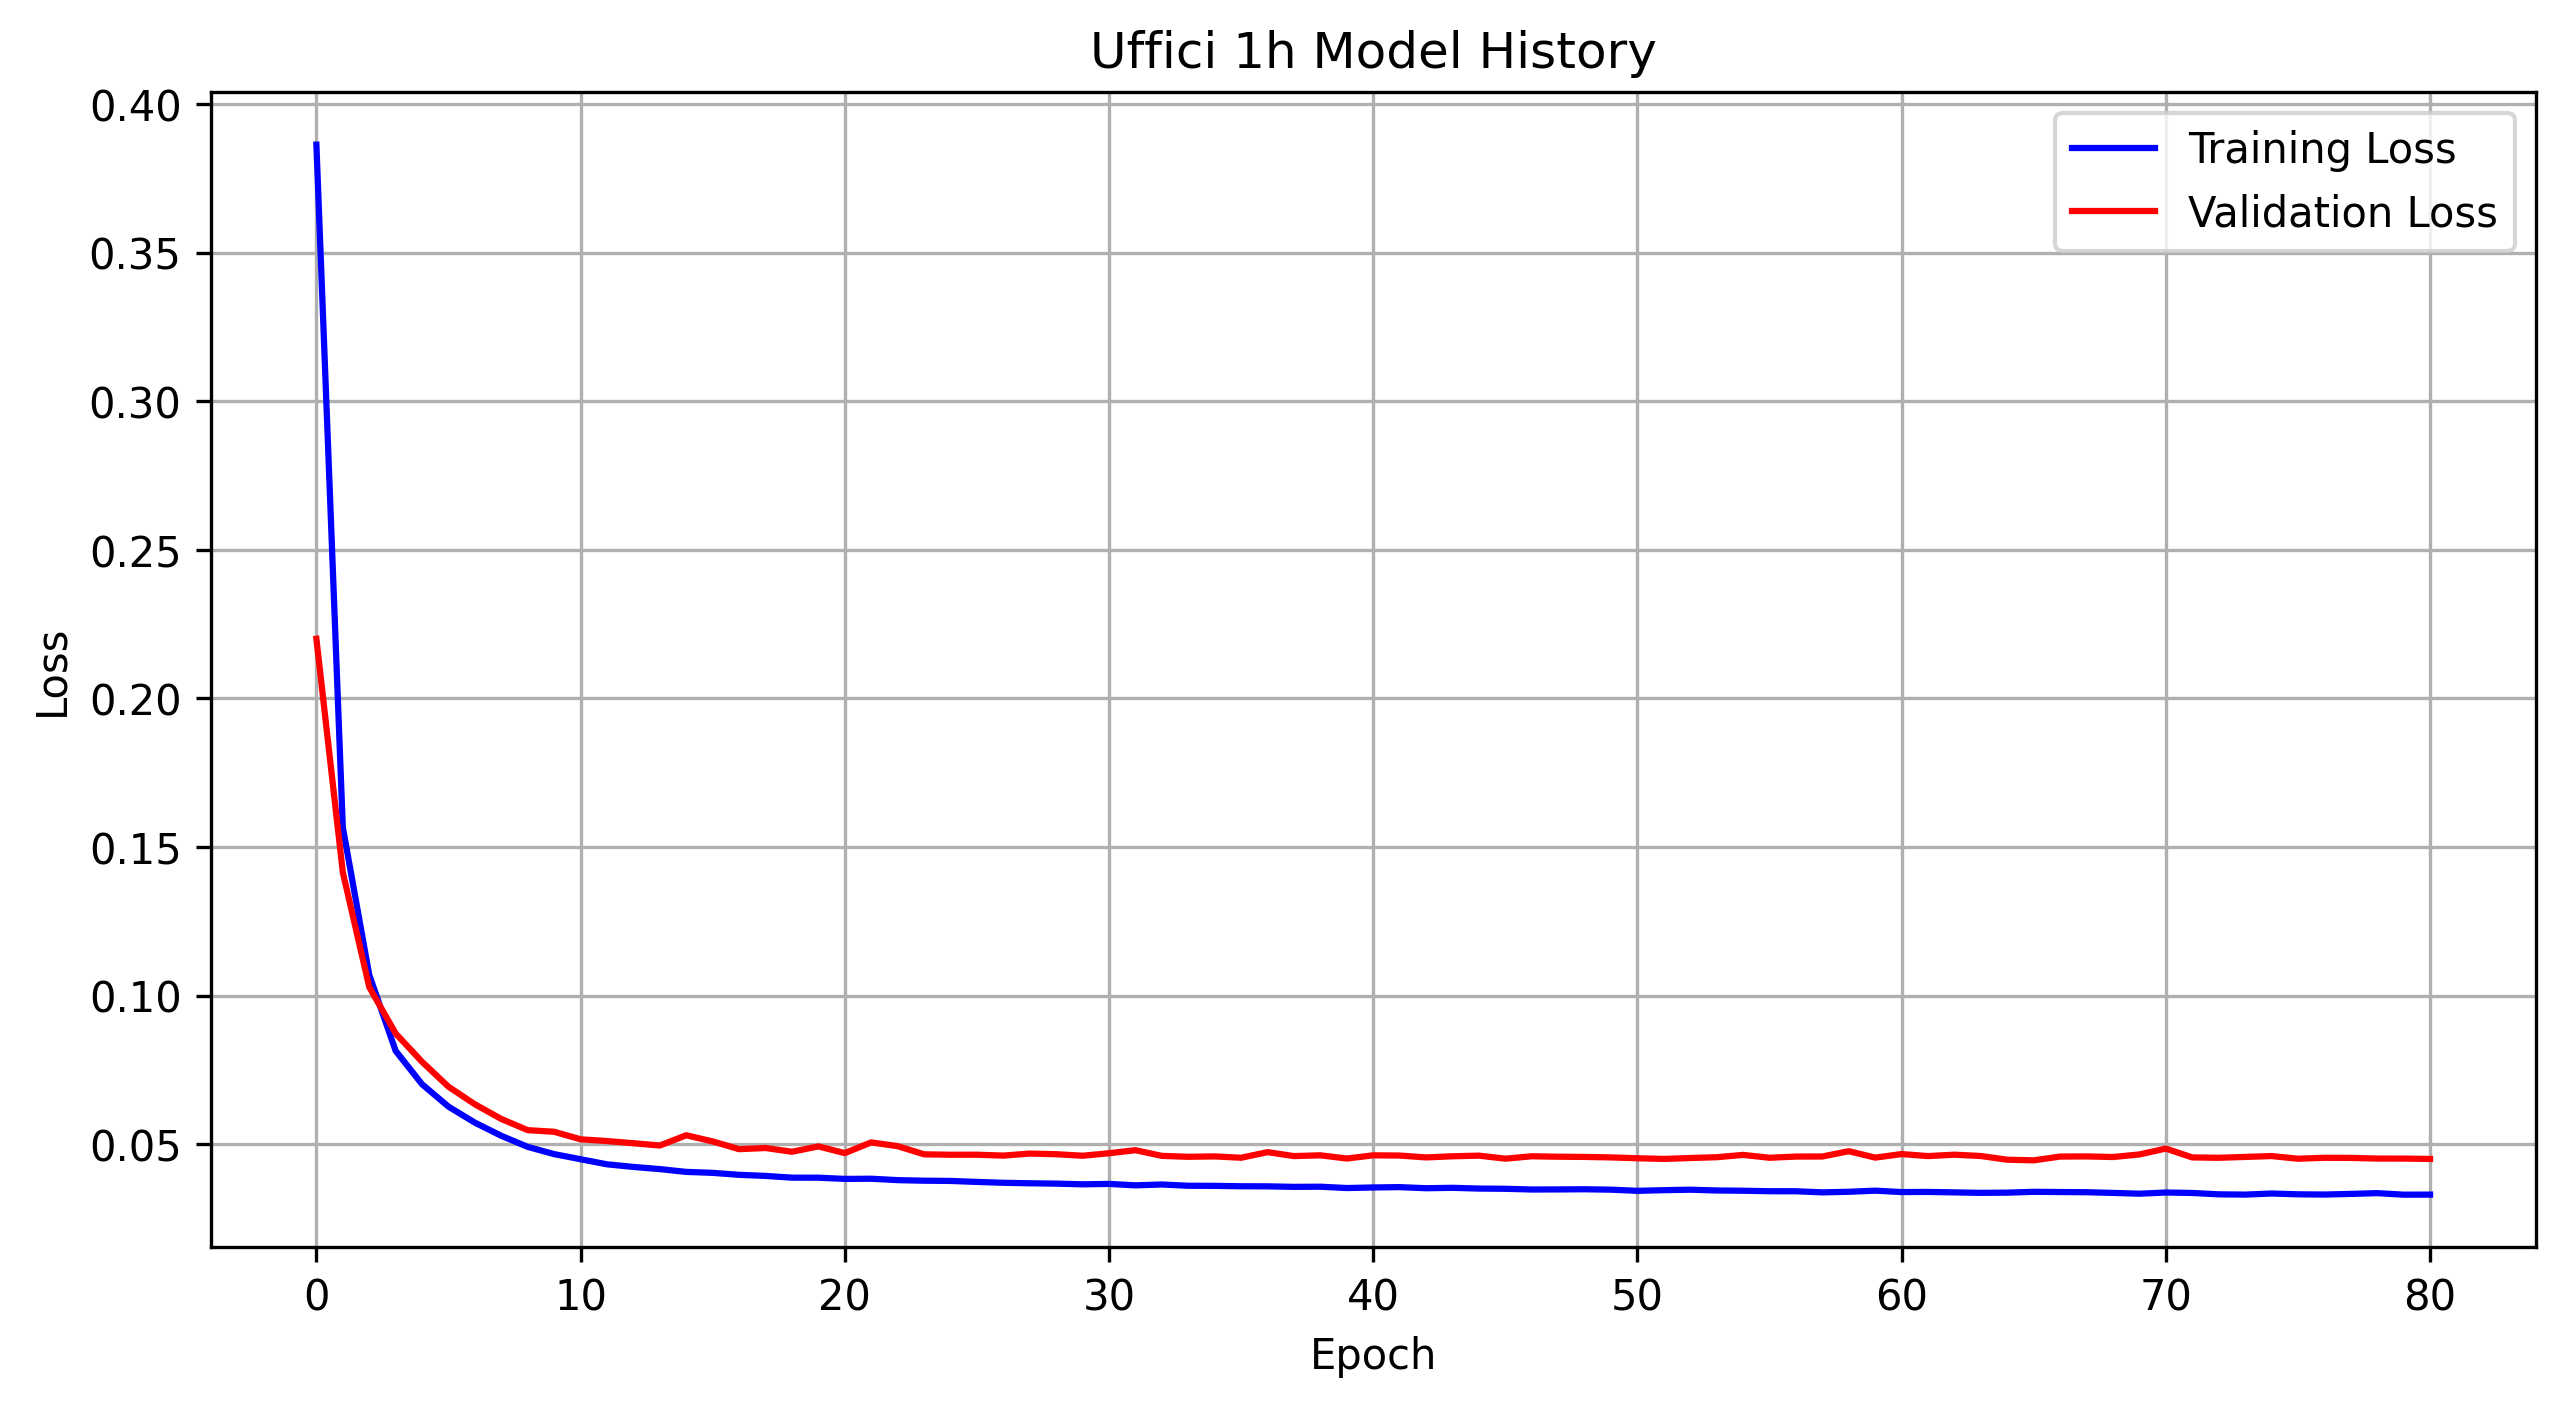 Uffici 1h Model History
0.40
0.35
0.30
0.25
0.20
0.15
0.10
0.05
Loss
Training Loss
Validation Loss
0 10 20 30 40 50 60 70 80
Epoch